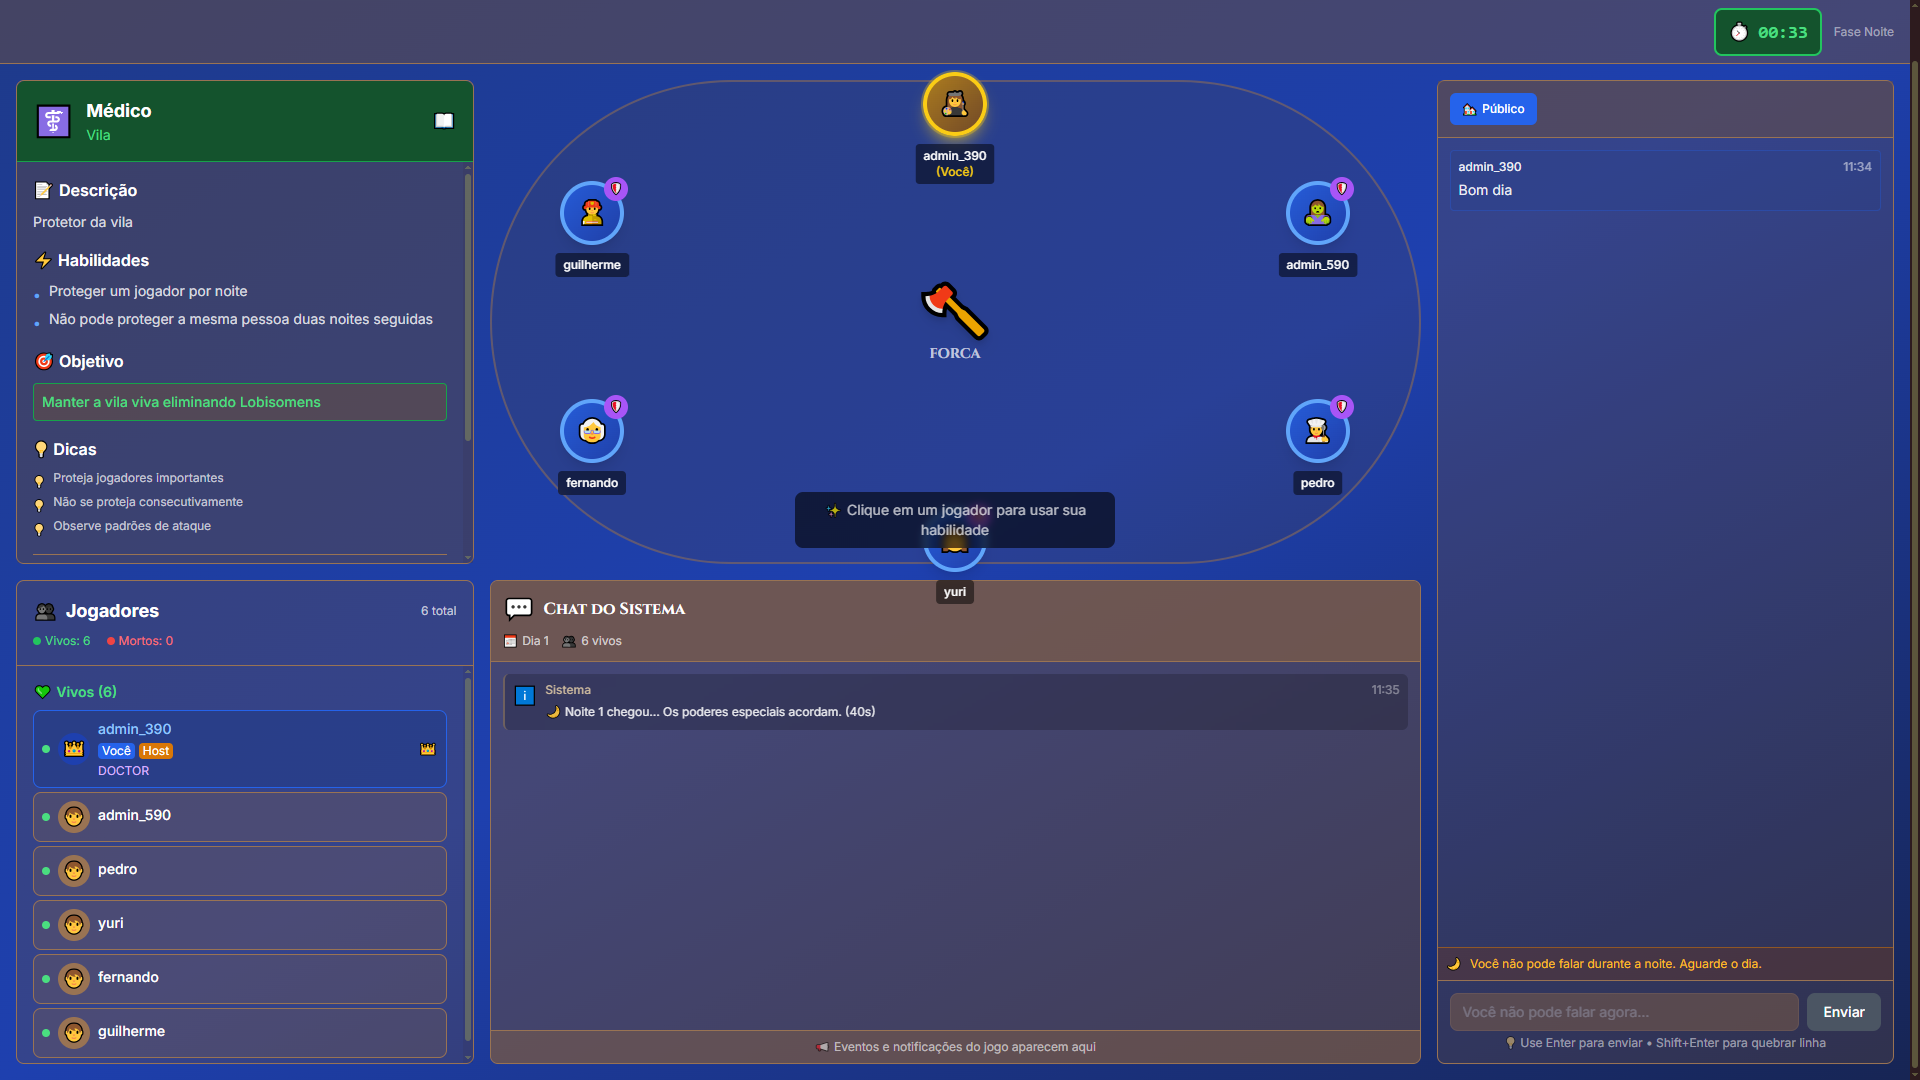 00:33
Fase Noite
Médico
Vila
Descrição
Protetor da vila
Habilidades
Proteger um jogador por noite
Não pode proteger a mesma pessoa duas noites seguidas
Objetivo
Manter a vila viva eliminando Lobisomens
Dicas
Proteja jogadores importantes
Não se proteja consecutivamente
Observe padrões de ataque
admin_390
(Você)
guilherme
admin_590
FORCA
fernando
pedro
Clique em um jogador para usar sua
habilidade
yuri
Público
admin_390
11:34
Bom dia
Jogadores
6 total
Vivos: 6
Mortos: 0
Vivos (6)
admin_390
Você Host
DOCTOR
admin_590
pedro
yuri
fernando
guilherme
Chat do Sistema
Dia 1
6 vivos
Sistema
11:35
Noite 1 chegou... Os poderes especiais acordam. (40s)
Eventos e notificações do jogo aparecem aqui
Você não pode falar durante a noite. Aguarde o dia.
Você não pode falar agora...
Enviar
Use Enter para enviar • Shift+Enter para quebrar linha